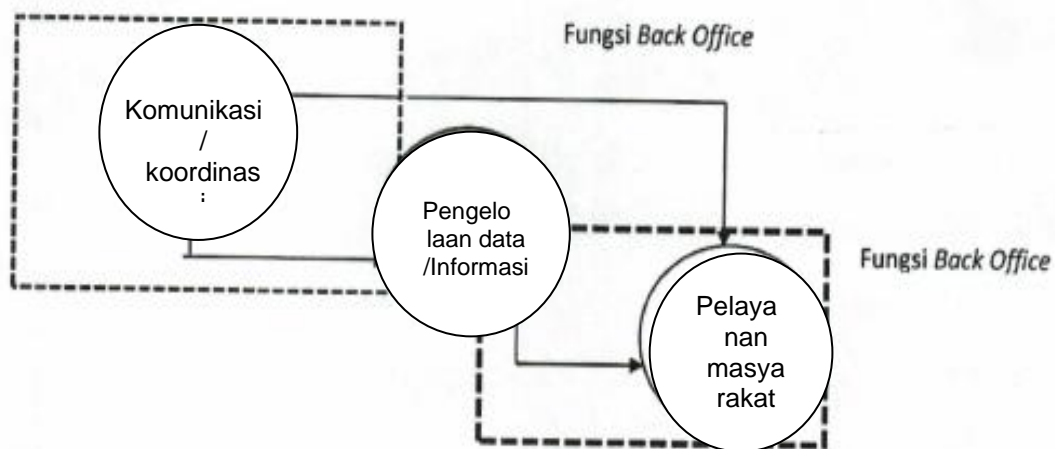 Fungsi Back Office
Komunikasi
/
koordinas
:
Pengelo
laan data
/Informasi
Fungsi Back Office
Pelaya
nan
masya
rakat